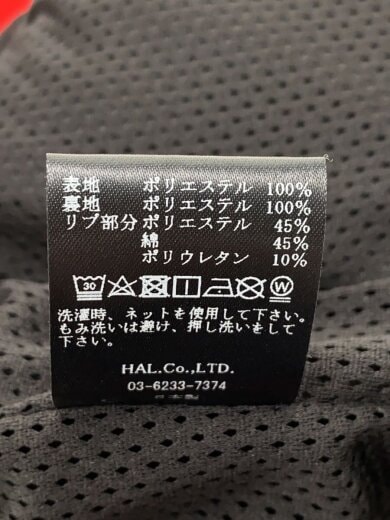 表地 ポリエステル 100%
裏地 ポリエステル 100%
リブ部分 ポリエステル 45%
綿 45%
ポリウレタン 10%
30 W
洗濯時、ネットを使用して下さい。
もみ洗いは避け、押し洗いをして
下さい。
HAL.Co.,LTD.
03-6233-7374
日本製